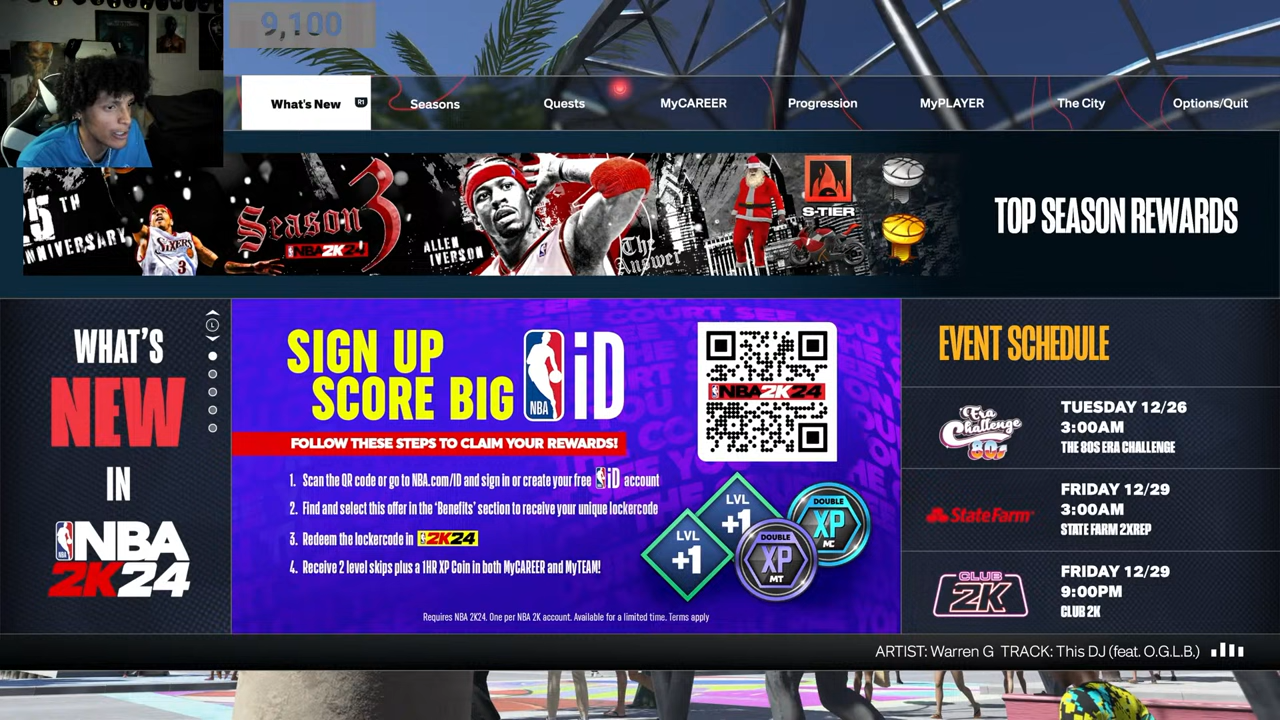 9,100
What's New R1
Seasons
Quests
MyCAREER
Progression
MyPLAYER
The City
Options/Quit
25TH
ANNIVERSARY
SIXERS
3
Season 3
NBA2K24
ALLEN
IVERSON
The
Answer
S-TIER
TOP SEASON REWARDS
WHAT'S
NEW
IN
NBA
2K24
L
SIGN UP
SCORE BIG
NBA
iD
NBA2K24
FOLLOW THESE STEPS TO CLAIM YOUR REWARDS!
1. Scan the QR code or go to NBA.com/ID and sign in or create your free iD account
2. Find and select this offer in the 'Benefits' section to receive your unique lockercode
3. Redeem the lockercode in 2K24
4. Receive 2 level skips plus a 1HR XP Coin in both MyCAREER and MyTEAM!
LVL
+1
LVL
+1
DOUBLE
XP
MT
DOUBLE
XP
MC
Requires NBA 2K24. One per NBA 2K account. Available for a limited time. Terms apply
EVENT SCHEDULE
Era
Challenge
80s
TUESDAY 12/26
3:00AM
THE 80S ERA CHALLENGE
StateFarm
FRIDAY 12/29
3:00AM
STATE FARM 2XREP
CLUB
2K
FRIDAY 12/29
9:00PM
CLUB 2K
ARTIST: Warren G TRACK: This DJ (feat. O.G.L.B.)